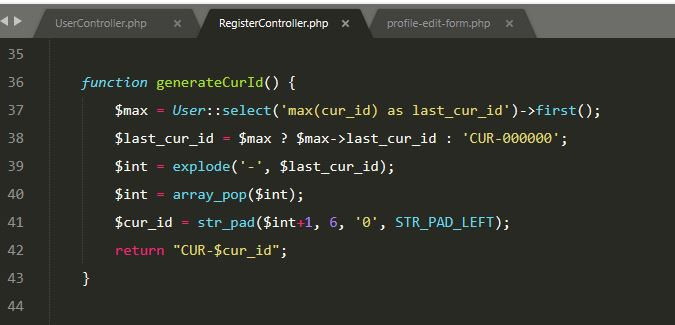 UserController.php × RegisterController.php × profile-edit-form.php ×
35
36 function generateCurId() {
37 $max = User::select('max(cur_id) as last_cur_id')->first();
38 $last_cur_id = $max ? $max->last_cur_id : 'CUR-000000';
39 $int = explode('-', $last_cur_id);
40 $int = array_pop($int);
41 $cur_id = str_pad($int+1, 6, '0', STR_PAD_LEFT);
42 return "CUR-$cur_id";
43 }
44